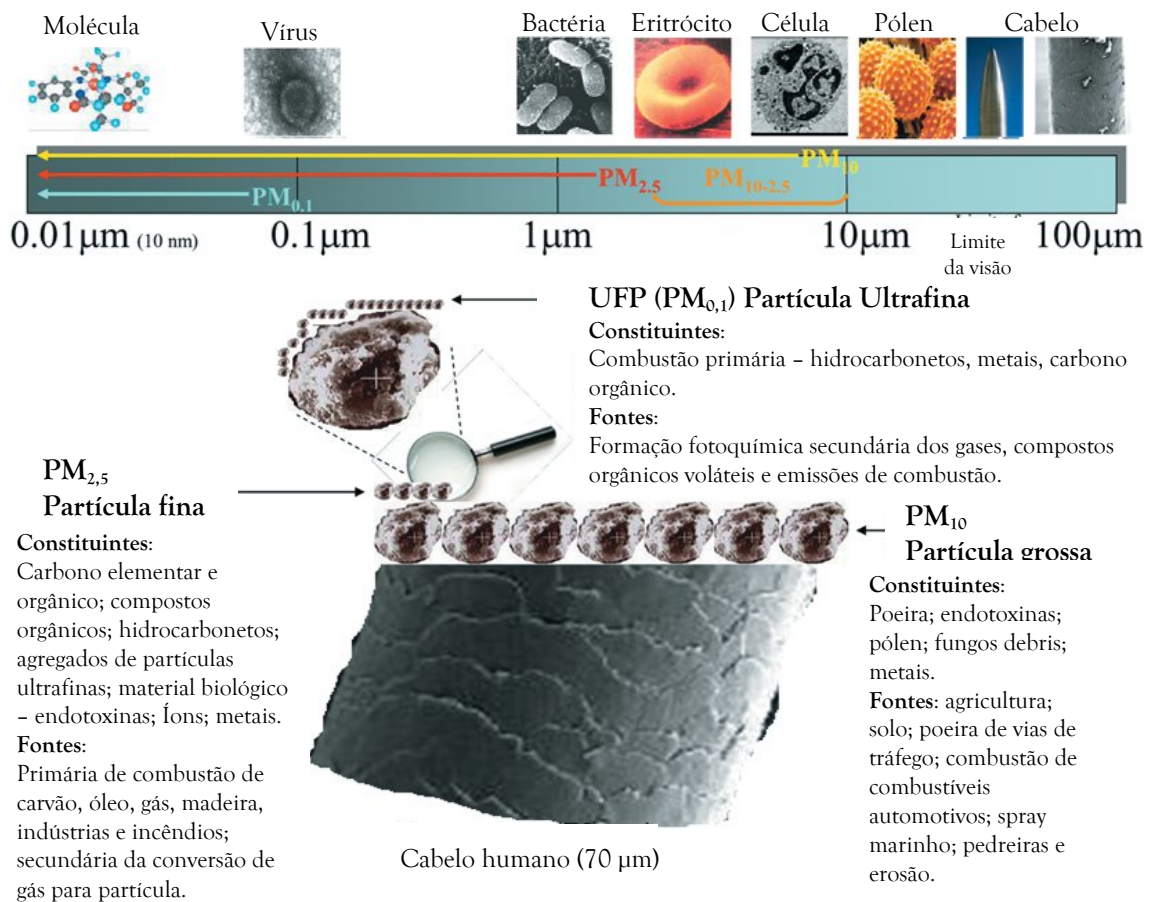 Molécula
Vírus
Bactéria
Eritrócito
Célula
Pólen
Cabelo
PM10
PM2.5
PM10-2.5
PM0.1
0.01µm (10 nm)
0.1µm
1µm
10µm
Limite
da visão
100µm
UFP (PM0,1) Partícula Ultrafina
Constituintes:
Combustão primária – hidrocarbonetos, metais, carbono
orgânico.
Fontes:
Formação fotoquímica secundária dos gases, compostos
orgânicos voláteis e emissões de combustão.
PM2,5
Partícula fina
Constituintes:
Carbono elementar e
orgânico; compostos
orgânicos; hidrocarbonetos;
agregados de partículas
ultrafinas; material biológico
– endotoxinas; Íons; metais.
Fontes:
Primária de combustão de
carvão, óleo, gás, madeira,
indústrias e incêndios;
secundária da conversão de
gás para partícula.
PM10
Partícula grossa
Constituintes:
Poeira; endotoxinas;
pólen; fungos debris;
metais.
Fontes: agricultura;
solo; poeira de vias de
tráfego; combustão de
combustíveis
automotivos; spray
marinho; pedreiras e
erosão.
Cabelo humano (70 µm)